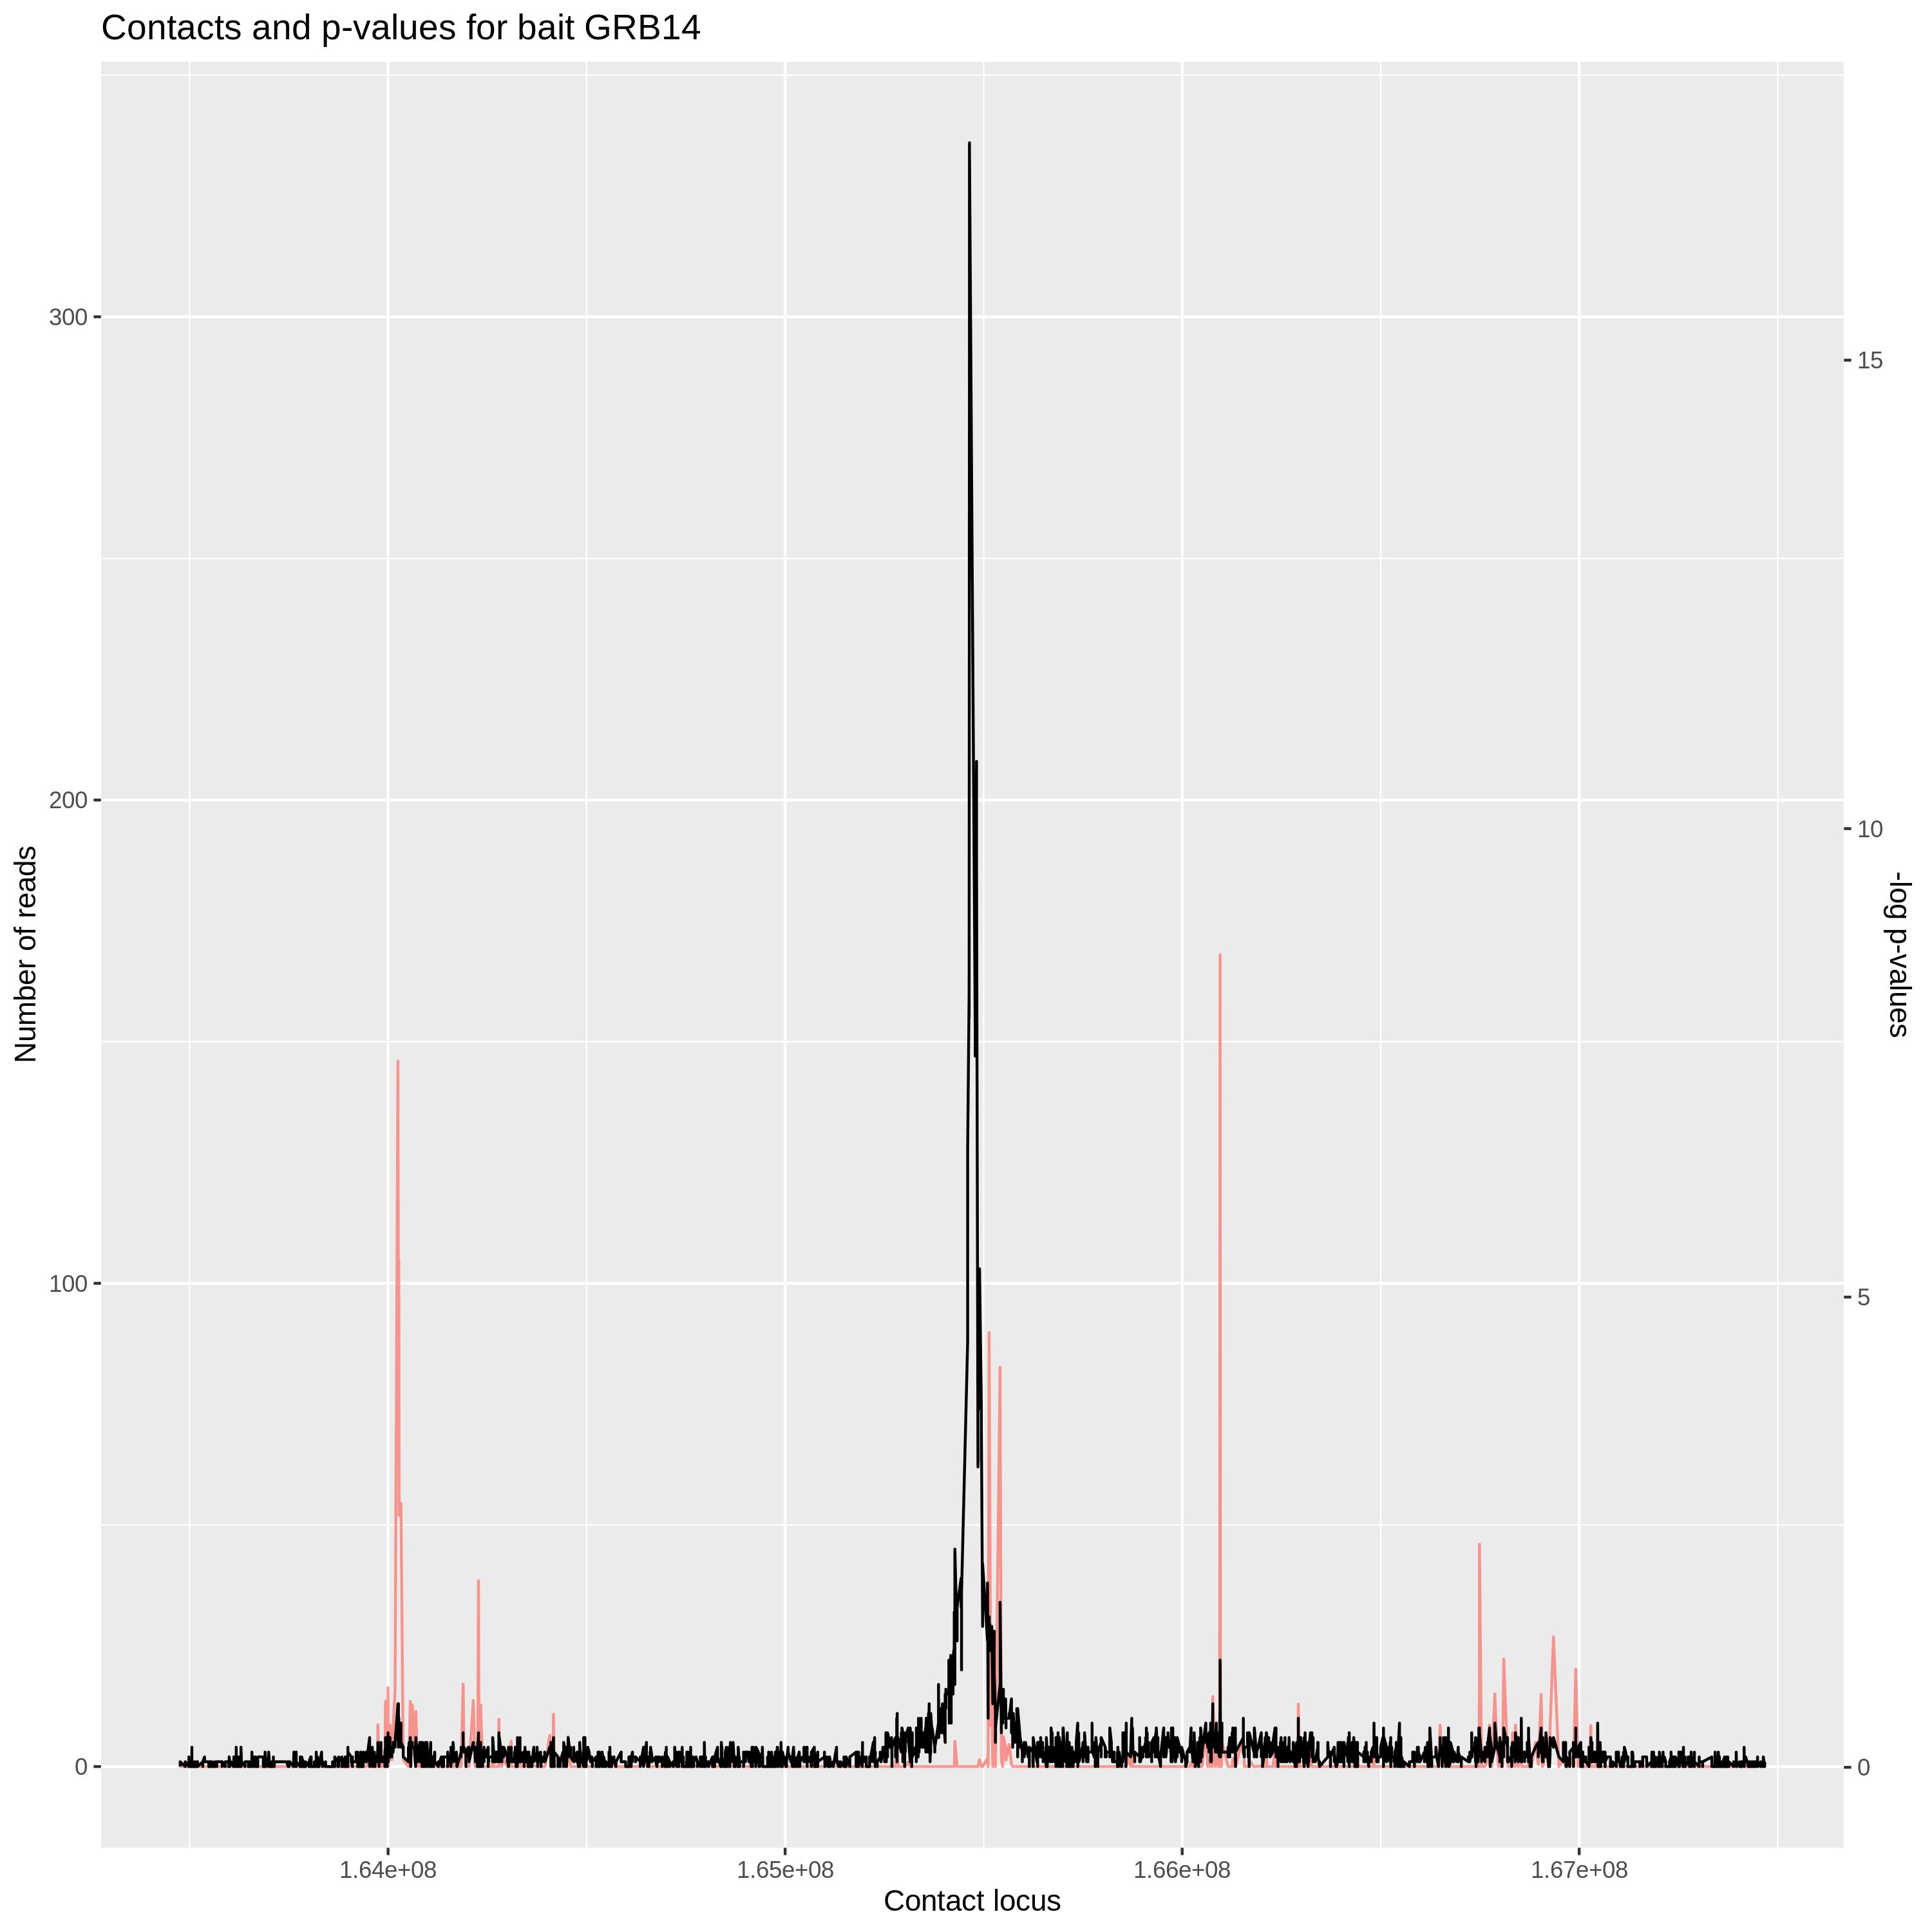 Contacts and p-values for bait GRB14
Number of reads
300
200
100
0
15
10
5
0
-log p-values
1.64e+08 1.65e+08 1.66e+08 1.67e+08
Contact locus